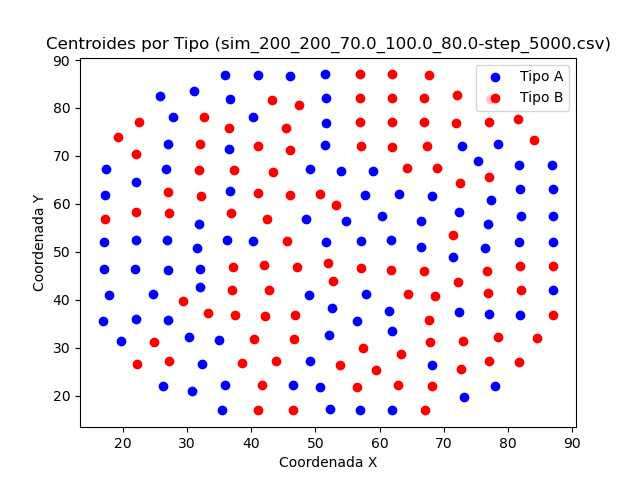 Centroides por Tipo (sim_200_200_70.0_100.0_80.0-step_5000.csv)
90
80
70
60
50
40
30
20
Coordenada Y
Tipo A
Tipo B
20 30 40 50 60 70 80 90
Coordenada X